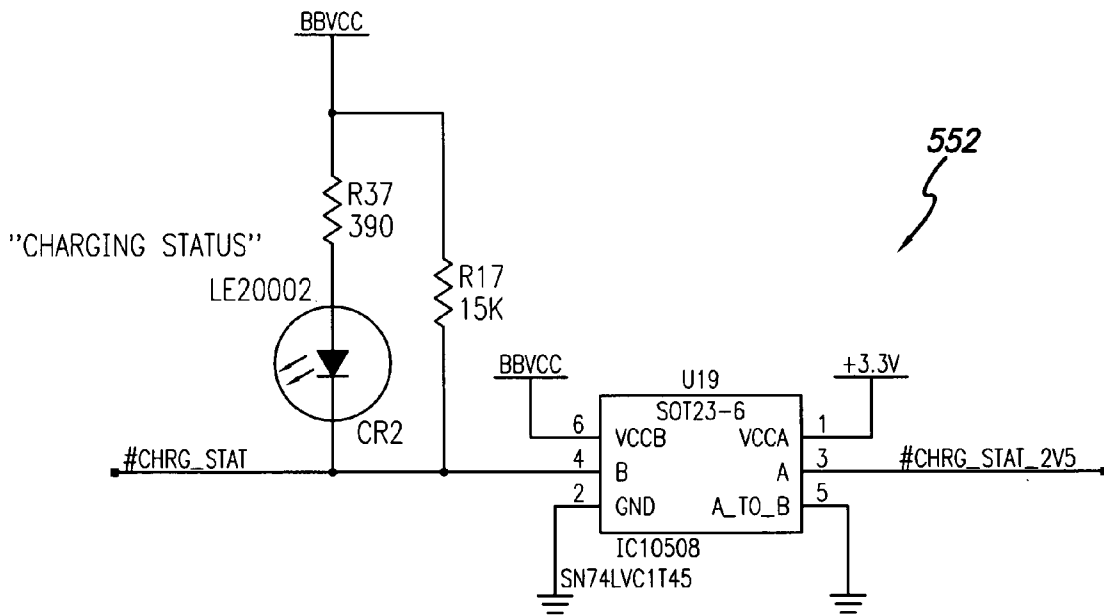 BBVCC
552
R37
390
"CHARGING STATUS"
LE20002
R17
15K
CR2
BBVCC
U19
+3.3V
SOT23-6
6
VCCB
VCCA
1
#CHRG_STAT
4
B
A
3
#CHRG_STAT_2V5
2
GND
A_TO_B
5
IC10508
SN74LVC1T45